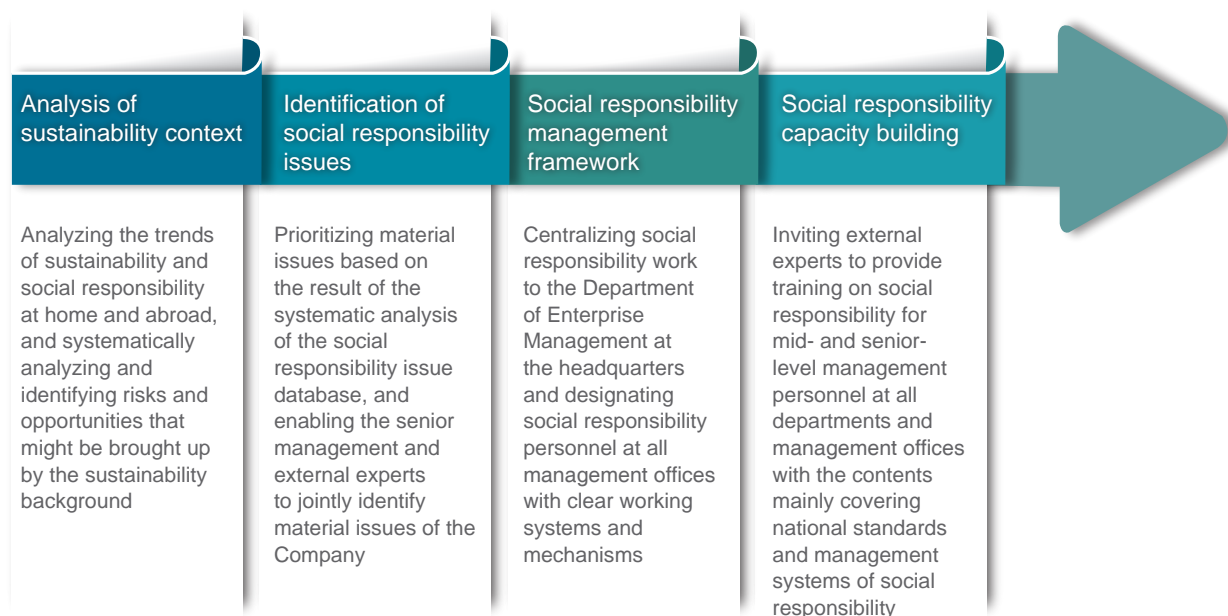 Analysis of
sustainability context
Identification of
social responsibility
issues
Social responsibility
management
framework
Social responsibility
capacity building
Analyzing the trends
of sustainability and
social responsibility
at home and abroad,
and systematically
analyzing and
identifying risks and
opportunities that
might be brought up
by the sustainability
background
Prioritizing material
issues based on
the result of the
systematic analysis
of the social
responsibility issue
database, and
enabling the senior
management and
external experts
to jointly identify
material issues of the
Company
Centralizing social
responsibility work
to the Department
of Enterprise
Management at
the headquarters
and designating
social responsibility
personnel at all
management offices
with clear working
systems and
mechanisms
Inviting external
experts to provide
training on social
responsibility for
mid- and senior-
level management
personnel at all
departments and
management offices
with the contents
mainly covering
national standards
and management
systems of social
responsibility